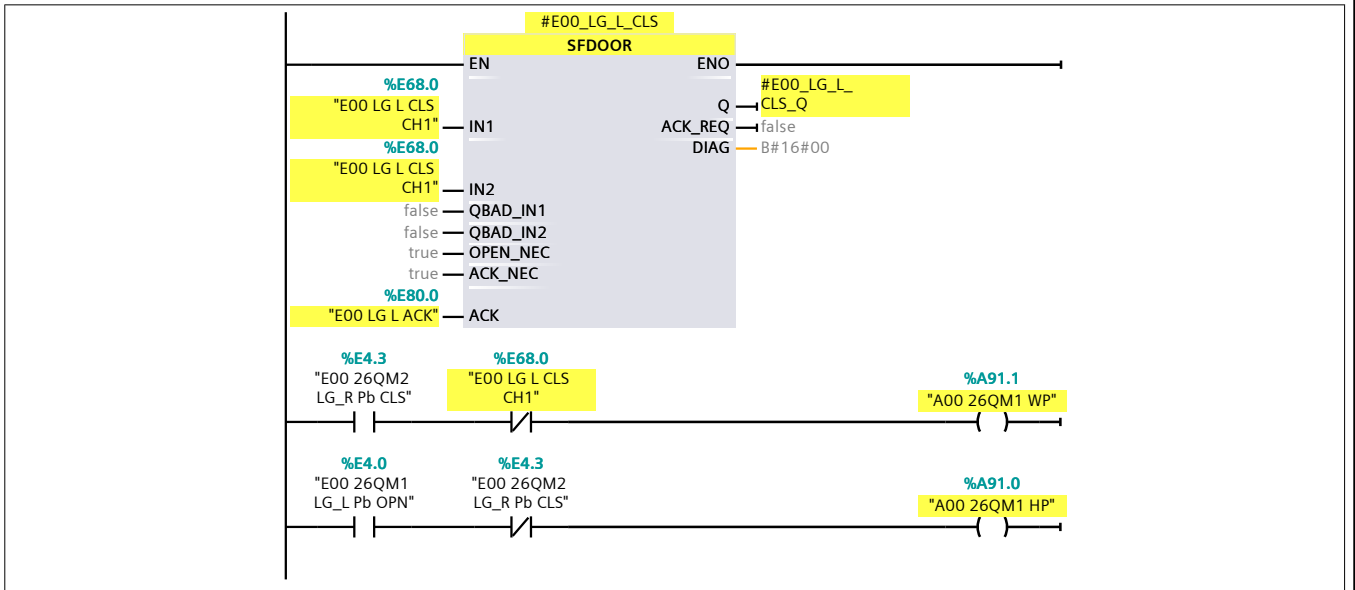 #E00_LG_L_CLS
SFDOOR
EN ENO
%E68.0
"E00 LG L CLS
CH1"
IN1
#E00_LG_L_
CLS_Q
Q
ACK_REQ false
%E68.0
DIAG B#16#00
"E00 LG L CLS
CH1"
IN2
false QBAD_IN1
false QBAD_IN2
true OPEN_NEC
true ACK_NEC
%E80.0
"E00 LG L ACK" ACK
%E4.3
"E00 26QM2
LG_R Pb CLS"
%E68.0
"E00 LG L CLS
CH1"
%A91.1
"A00 26QM1 WP"
%E4.0
"E00 26QM1
LG_L Pb OPN"
%E4.3
"E00 26QM2
LG_R Pb CLS"
%A91.0
"A00 26QM1 HP"